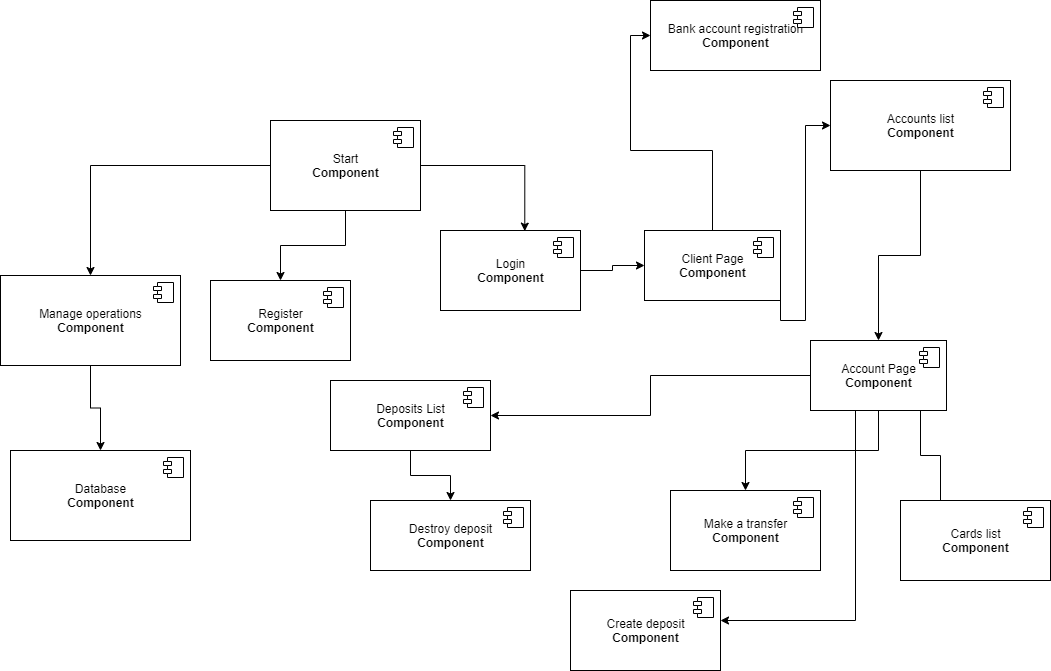 Bank account registration
Component
Accounts list
Component
Start
Component
Login
Component
Client Page
Component
Manage operations
Component
Register
Component
Account Page
Component
Deposits List
Component
Database
Component
Destroy deposit
Component
Make a transfer
Component
Cards list
Component
Create deposit
Component